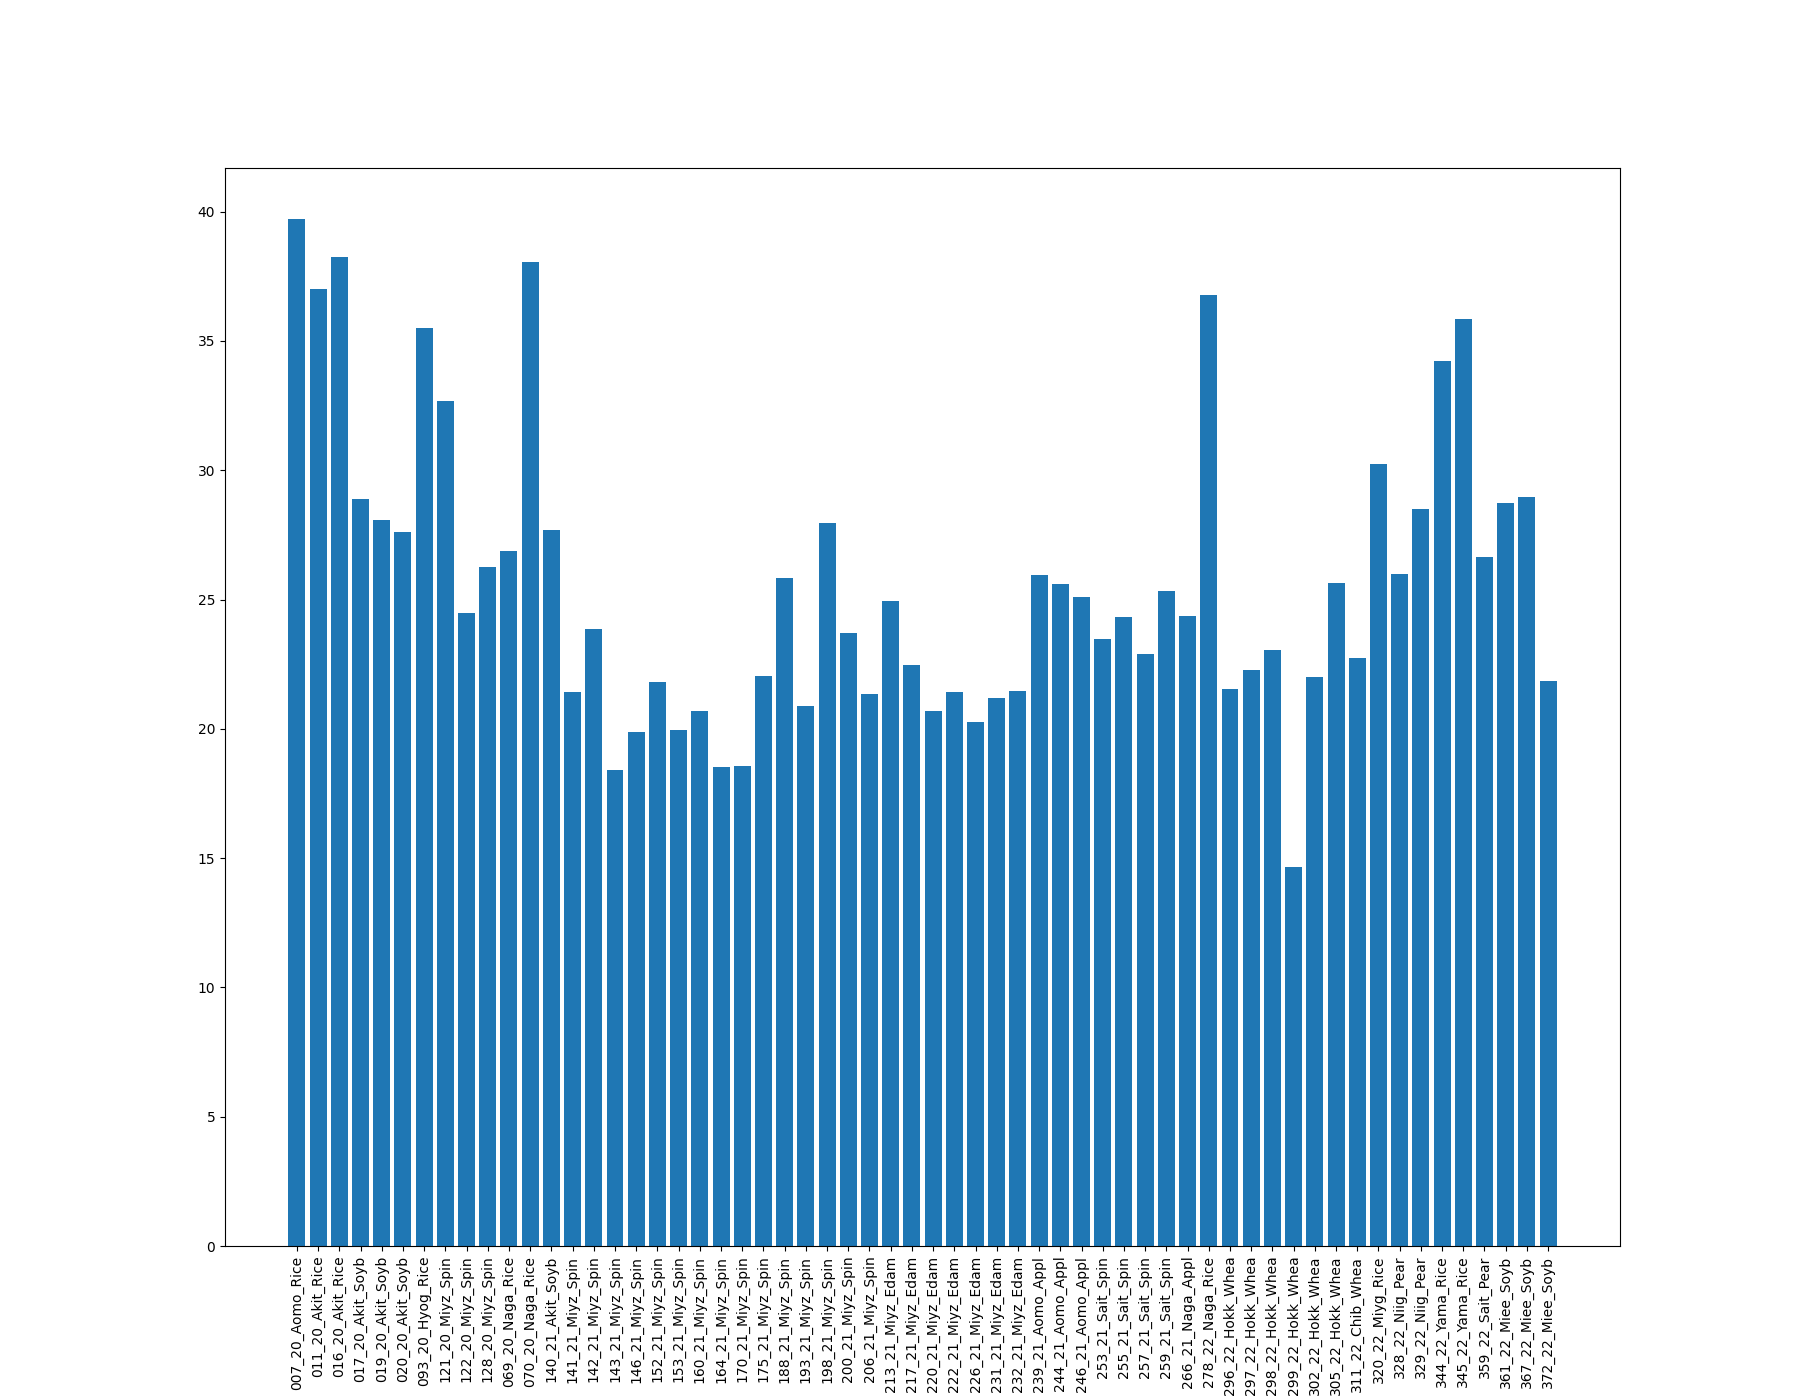 40
35
30
25
20
15
10
5
0
007_20_Aomo_Rice
011_20_Akit_Rice
016_20_Akit_Rice
017_20_Akit_Soyb
019_20_Akit_Soyb
020_20_Akit_Soyb
093_20_Hyog_Rice
121_20_Miyz_Spin
122_20_Miyz_Spin
128_20_Miyz_Spin
069_20_Naga_Rice
070_20_Naga_Rice
140_21_Akit_Soyb
141_21_Miyz_Spin
142_21_Miyz_Spin
143_21_Miyz_Spin
146_21_Miyz_Spin
152_21_Miyz_Spin
153_21_Miyz_Spin
160_21_Miyz_Spin
164_21_Miyz_Spin
170_21_Miyz_Spin
175_21_Miyz_Spin
188_21_Miyz_Spin
193_21_Miyz_Spin
198_21_Miyz_Spin
200_21_Miyz_Spin
206_21_Miyz_Spin
213_21_Miyz_Edam
217_21_Miyz_Edam
220_21_Miyz_Edam
222_21_Miyz_Edam
226_21_Miyz_Edam
231_21_Miyz_Edam
232_21_Miyz_Edam
239_21_Aomo_Appl
244_21_Aomo_Appl
246_21_Aomo_Appl
253_21_Sait_Spin
255_21_Sait_Spin
257_21_Sait_Spin
259_21_Sait_Spin
266_21_Naga_Appl
278_22_Naga_Rice
296_22_Hokk_Whea
297_22_Hokk_Whea
298_22_Hokk_Whea
299_22_Hokk_Whea
302_22_Hokk_Whea
305_22_Hokk_Whea
311_22_Chib_Whea
320_22_Miyg_Rice
328_22_Niig_Pear
329_22_Niig_Pear
344_22_Yama_Rice
345_22_Yama_Rice
359_22_Sait_Pear
361_22_Miee_Soyb
367_22_Miee_Soyb
372_22_Miee_Soyb